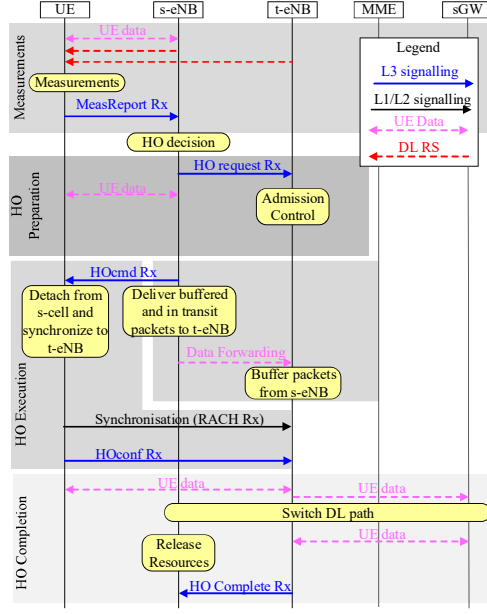 UE s-eNB t-eNB MME sGW
Measurements
UE data
Measurements
MeasReport Rx
HO decision
Legend
L3 signalling
L1/L2 signalling
UE Data
DL RS
HO
Preparation
HO request Rx
UE data
Admission
Control
HO Execution
HOcmd Rx
Detach from
s-cell and
synchronize to
t-eNB
Deliver buffered
and in transit
packets to t-eNB
Data Forwarding
Buffer packets
from s-eNB
Synchronisation (RACH Rx)
HOconf Rx
HO Completion
UE data
UE data
Switch DL path
UE data
Release
Resources
HO Complete Rx